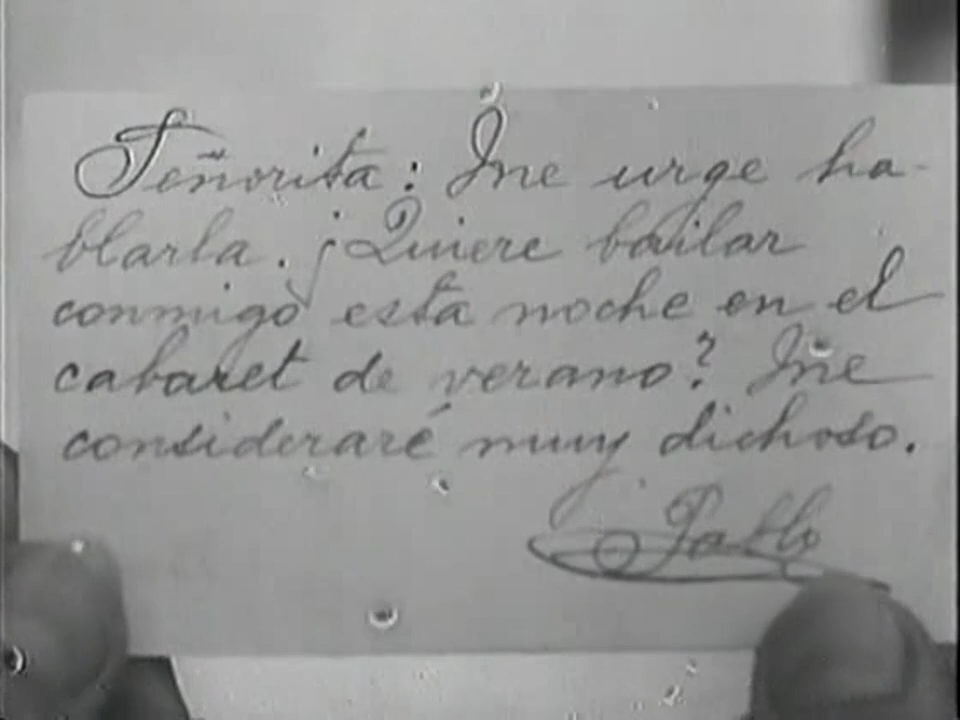 Señorita: Me urge ha-
blarla. ¿Quiere bailar
conmigo esta noche en el
cabaret de verano? Me
consideraré muy dichoso.
Pablo